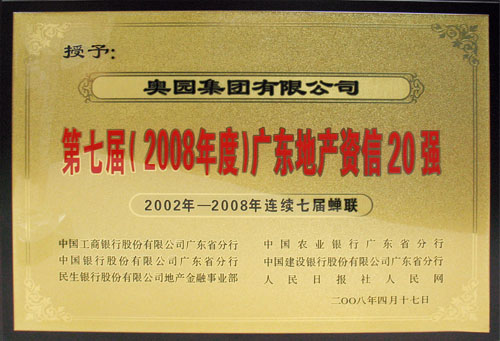 授予：
奥园集团有限公司
第七届（2008年度）广东地产资信20强
2002年—2008年连续七届蝉联
中国工商银行股份有限公司广东省分行 中国农业银行广东省分行
中国银行股份有限公司广东省分行 中国建设银行股份有限公司广东省分行
民生银行股份有限公司地产金融事业部 人民日报社人民网
二〇〇八年四月十七日